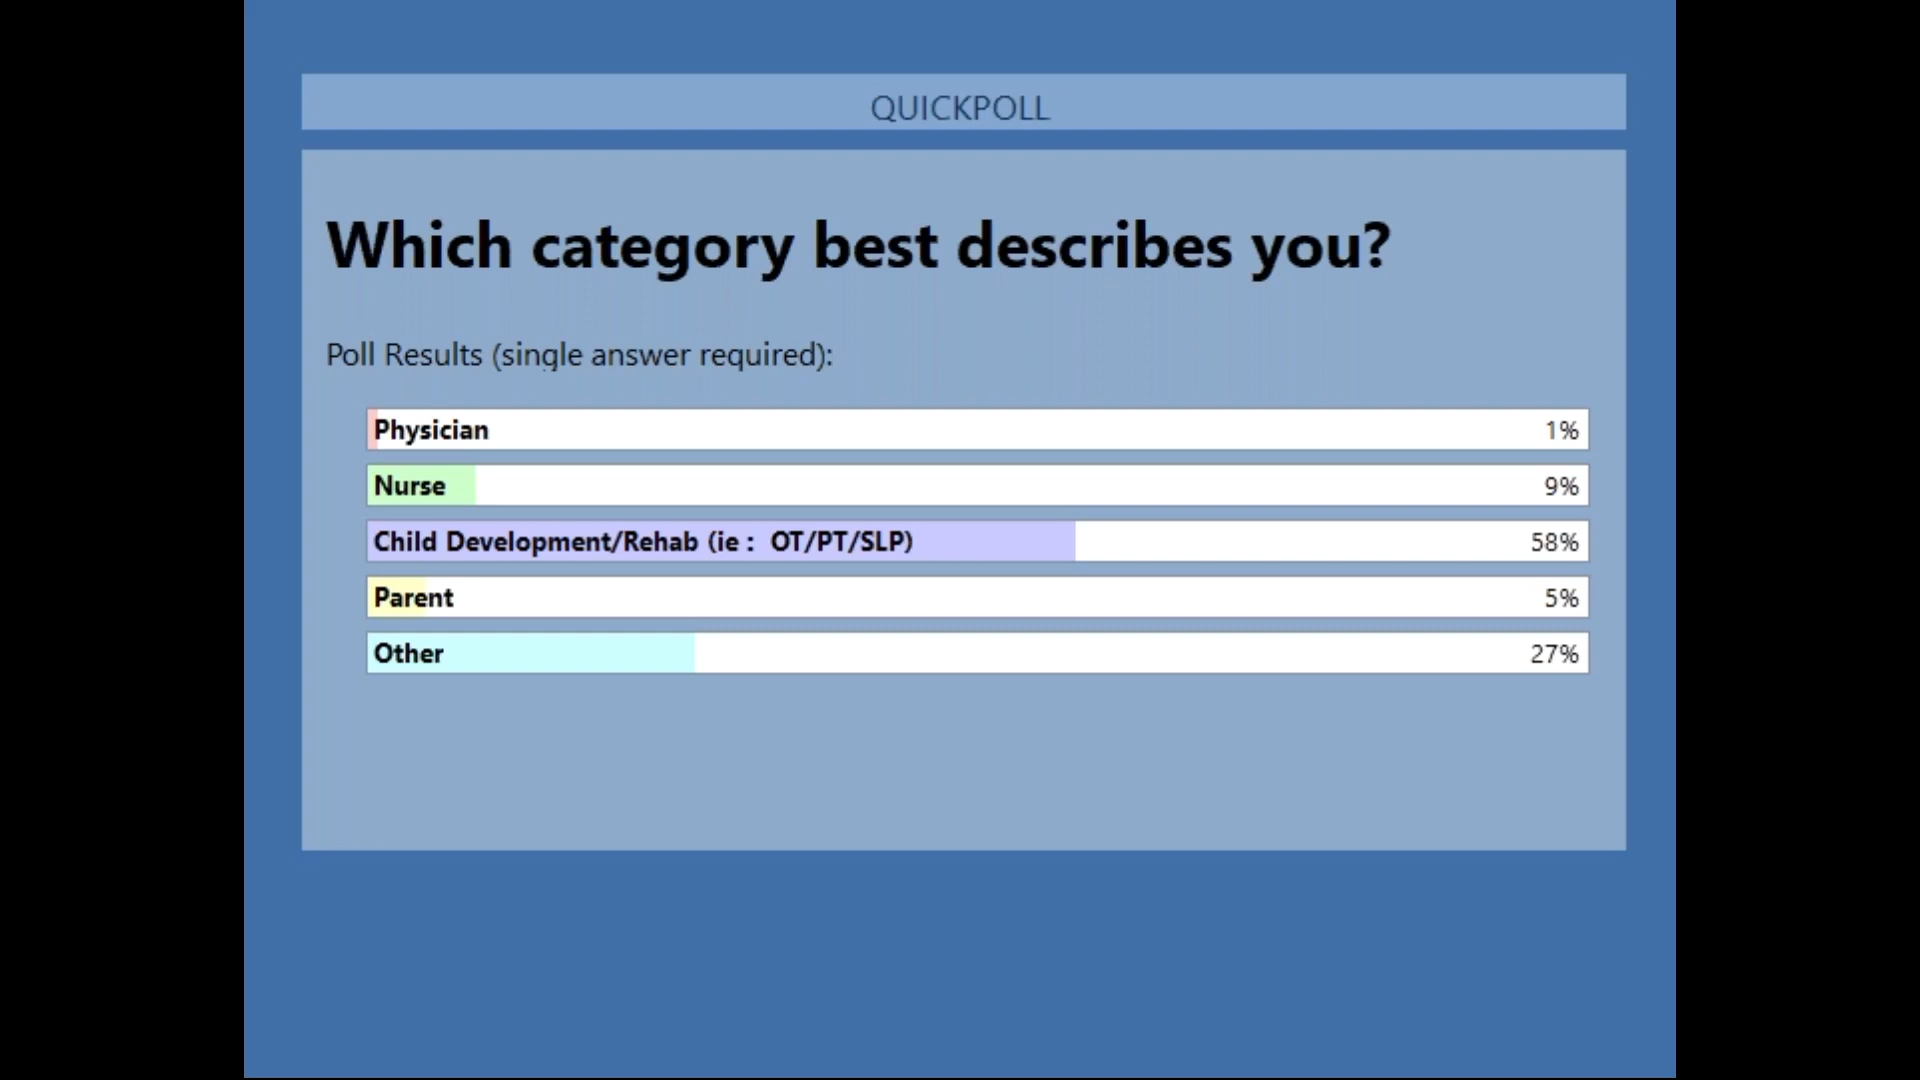 QUICKPOLL
Which category best describes you?
Poll Results (single answer required):
Physician 1%
Nurse 9%
Child Development/Rehab (ie :  OT/PT/SLP) 58%
Parent 5%
Other 27%